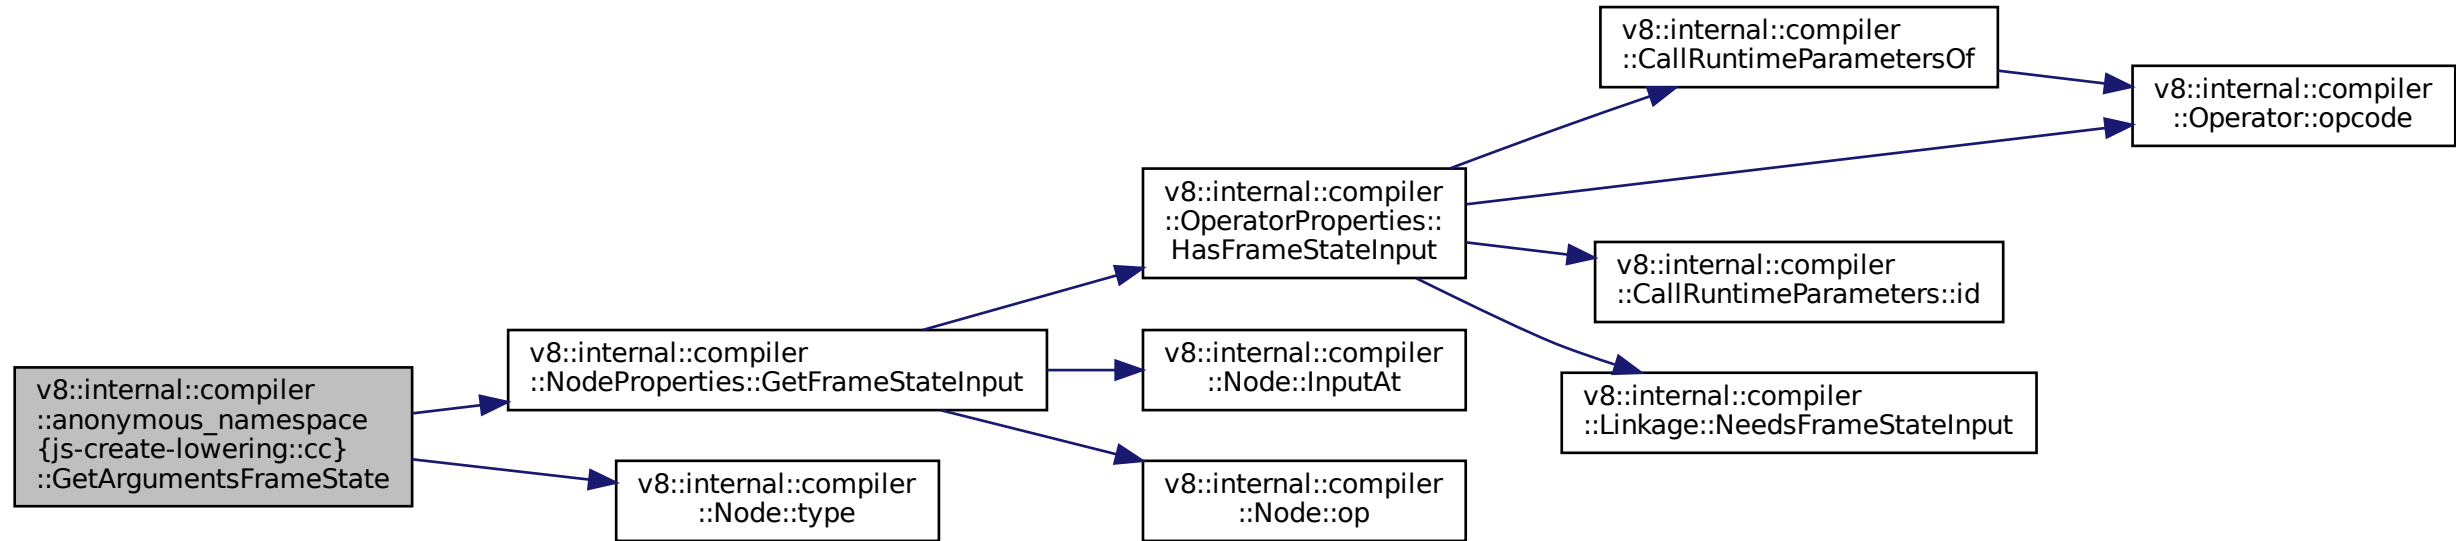 v8::internal::compiler
::anonymous_namespace
{js-create-lowering::cc}
::GetArgumentsFrameState
v8::internal::compiler
::NodeProperties::GetFrameStateInput
v8::internal::compiler
::Node::type
v8::internal::compiler
::OperatorProperties::
HasFrameStateInput
v8::internal::compiler
::Node::InputAt
v8::internal::compiler
::Node::op
v8::internal::compiler
::CallRuntimeParametersOf
v8::internal::compiler
::CallRuntimeParameters::id
v8::internal::compiler
::Linkage::NeedsFrameStateInput
v8::internal::compiler
::Operator::opcode